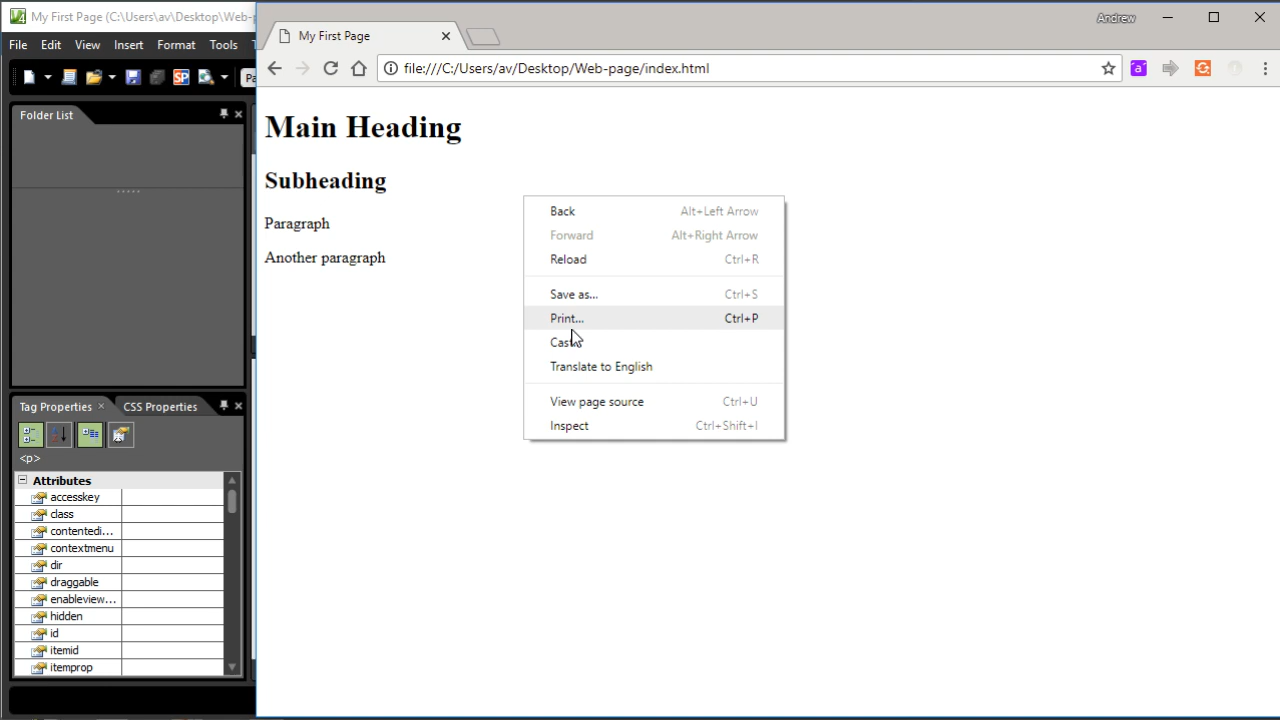 My First Page (C:\Users\av\Desktop\Web-p
File Edit View Insert Format Tools
Pa
Folder List
Tag Properties CSS Properties
<p>
Attributes
accesskey
class
contentedi...
contextmenu
dir
draggable
enableview...
hidden
id
itemid
itemprop
My First Page
Andrew
file:///C:/Users/av/Desktop/Web-page/index.html
Main Heading
Subheading
Paragraph
Another paragraph
Back Alt+Left Arrow
Forward Alt+Right Arrow
Reload Ctrl+R
Save as... Ctrl+S
Print... Ctrl+P
Translate to English
View page source Ctrl+U
Inspect Ctrl+Shift+I